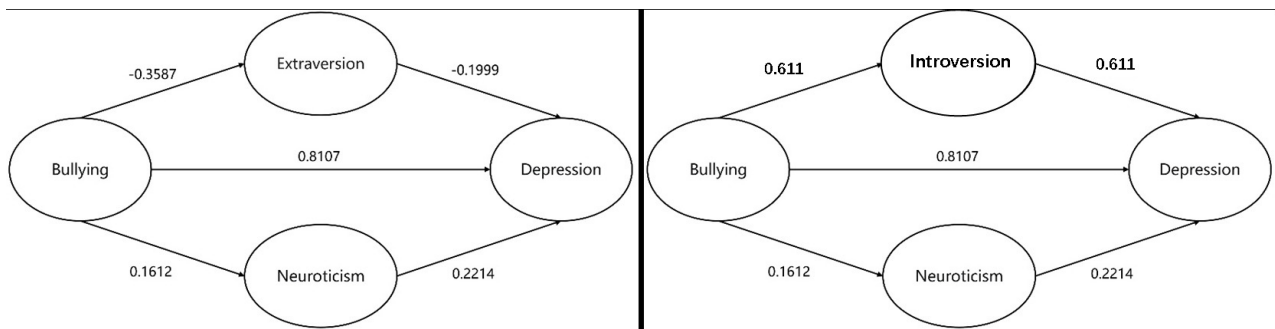 Extraversion
-0.3587
-0.1999
Bullying
0.8107
Depression
0.1612
Neuroticism
0.2214
Introversion
0.611
0.611
Bullying
0.8107
Depression
0.1612
Neuroticism
0.2214